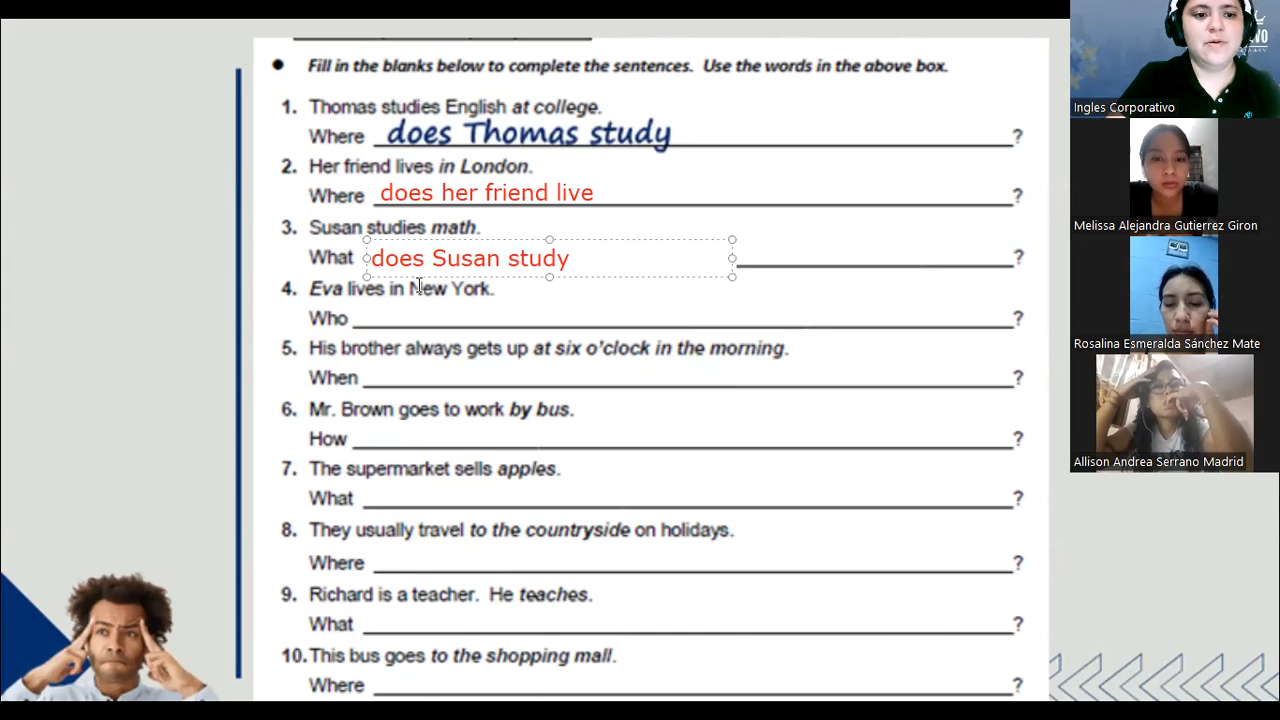 Fill in the blanks below to complete the sentences. Use the words in the above box.
1. Thomas studies English at college.
Where does Thomas study ?
2. Her friend lives in London.
Where does her friend live ?
3. Susan studies math.
What does Susan study ?
4. Eva lives in New York.
Who ?
5. His brother always gets up at six o'clock in the morning.
When ?
6. Mr. Brown goes to work by bus.
How ?
7. The supermarket sells apples.
What ?
8. They usually travel to the countryside on holidays.
Where ?
9. Richard is a teacher. He teaches.
What ?
10. This bus goes to the shopping mall.
Where ?
Ingles Corporativo
Melissa Alejandra Gutierrez Giron
Rosalina Esmeralda Sánchez Mate
Allison Andrea Serrano Madrid